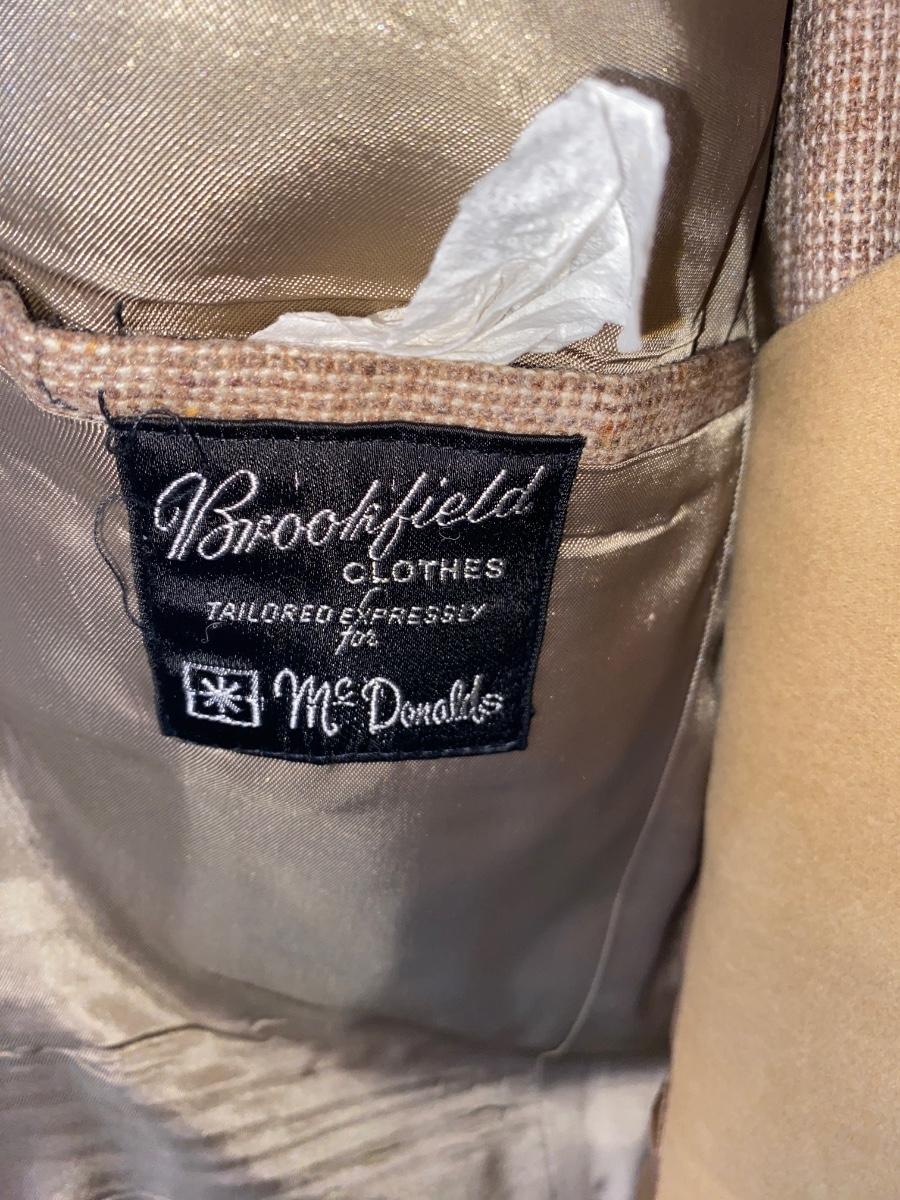 Brookfield
CLOTHES
TAILORED EXPRESSLY
for
McDonalds